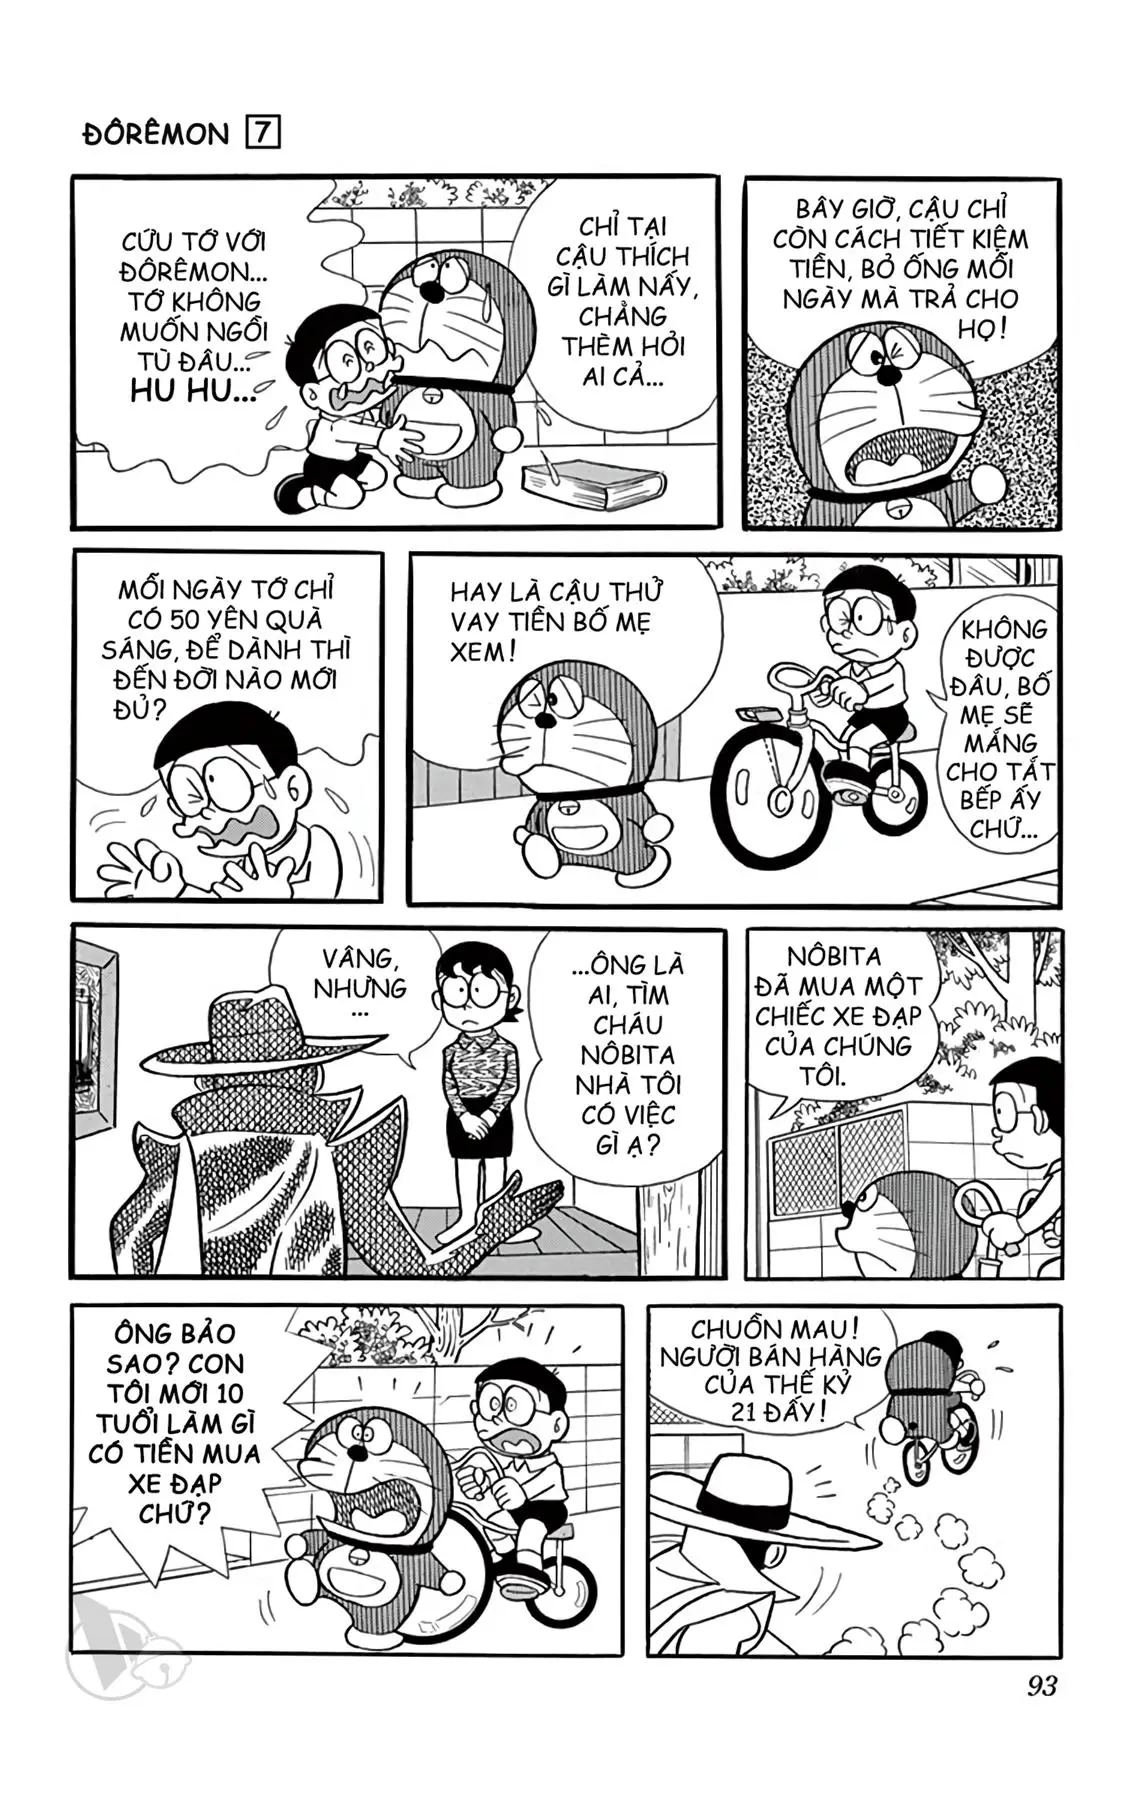 ĐÔRÊMON 7
CỨU TỚ VỚI
ĐÔRÊMON...
TỚ KHÔNG
MUỐN NGỒI
TÙ ĐÂU...
HU HU...
CHỈ TẠI
CẬU THÍCH
GÌ LÀM NẤY,
CHẲNG
THÈM HỎI
AI CẢ...
BÂY GIỜ, CẬU CHỈ
CÒN CÁCH TIẾT KIỆM
TIỀN, BỎ ỐNG MỖI
NGÀY MÀ TRẢ CHO
HỌ!
MỖI NGÀY TỚ CHỈ
CÓ 50 YÊN QUÀ
SÁNG, ĐỂ DÀNH THÌ
ĐẾN ĐỜI NÀO MỚI
ĐỦ?
HAY LÀ CẬU THỬ
VAY TIỀN BỐ MẸ
XEM!
KHÔNG
ĐƯỢC
ĐÂU, BỐ
MẸ SẼ
MẮNG
CHO TẮT
BẾP ẤY
CHỨ...
VÂNG,
NHƯNG
...
...ÔNG LÀ
AI, TÌM
CHÁU
NÔBITA
NHÀ TÔI
CÓ VIỆC
GÌ Ạ?
NÔBITA
ĐÃ MUA MỘT
CHIẾC XE ĐẠP
CỦA CHÚNG
TÔI.
ÔNG BẢO
SAO? CON
TÔI MỚI 10
TUỔI LÀM GÌ
CÓ TIỀN MUA
XE ĐẠP
CHỨ?
CHUỒN MAU!
NGƯỜI BÁN HÀNG
CỦA THẾ KỶ
21 ĐẤY!
93